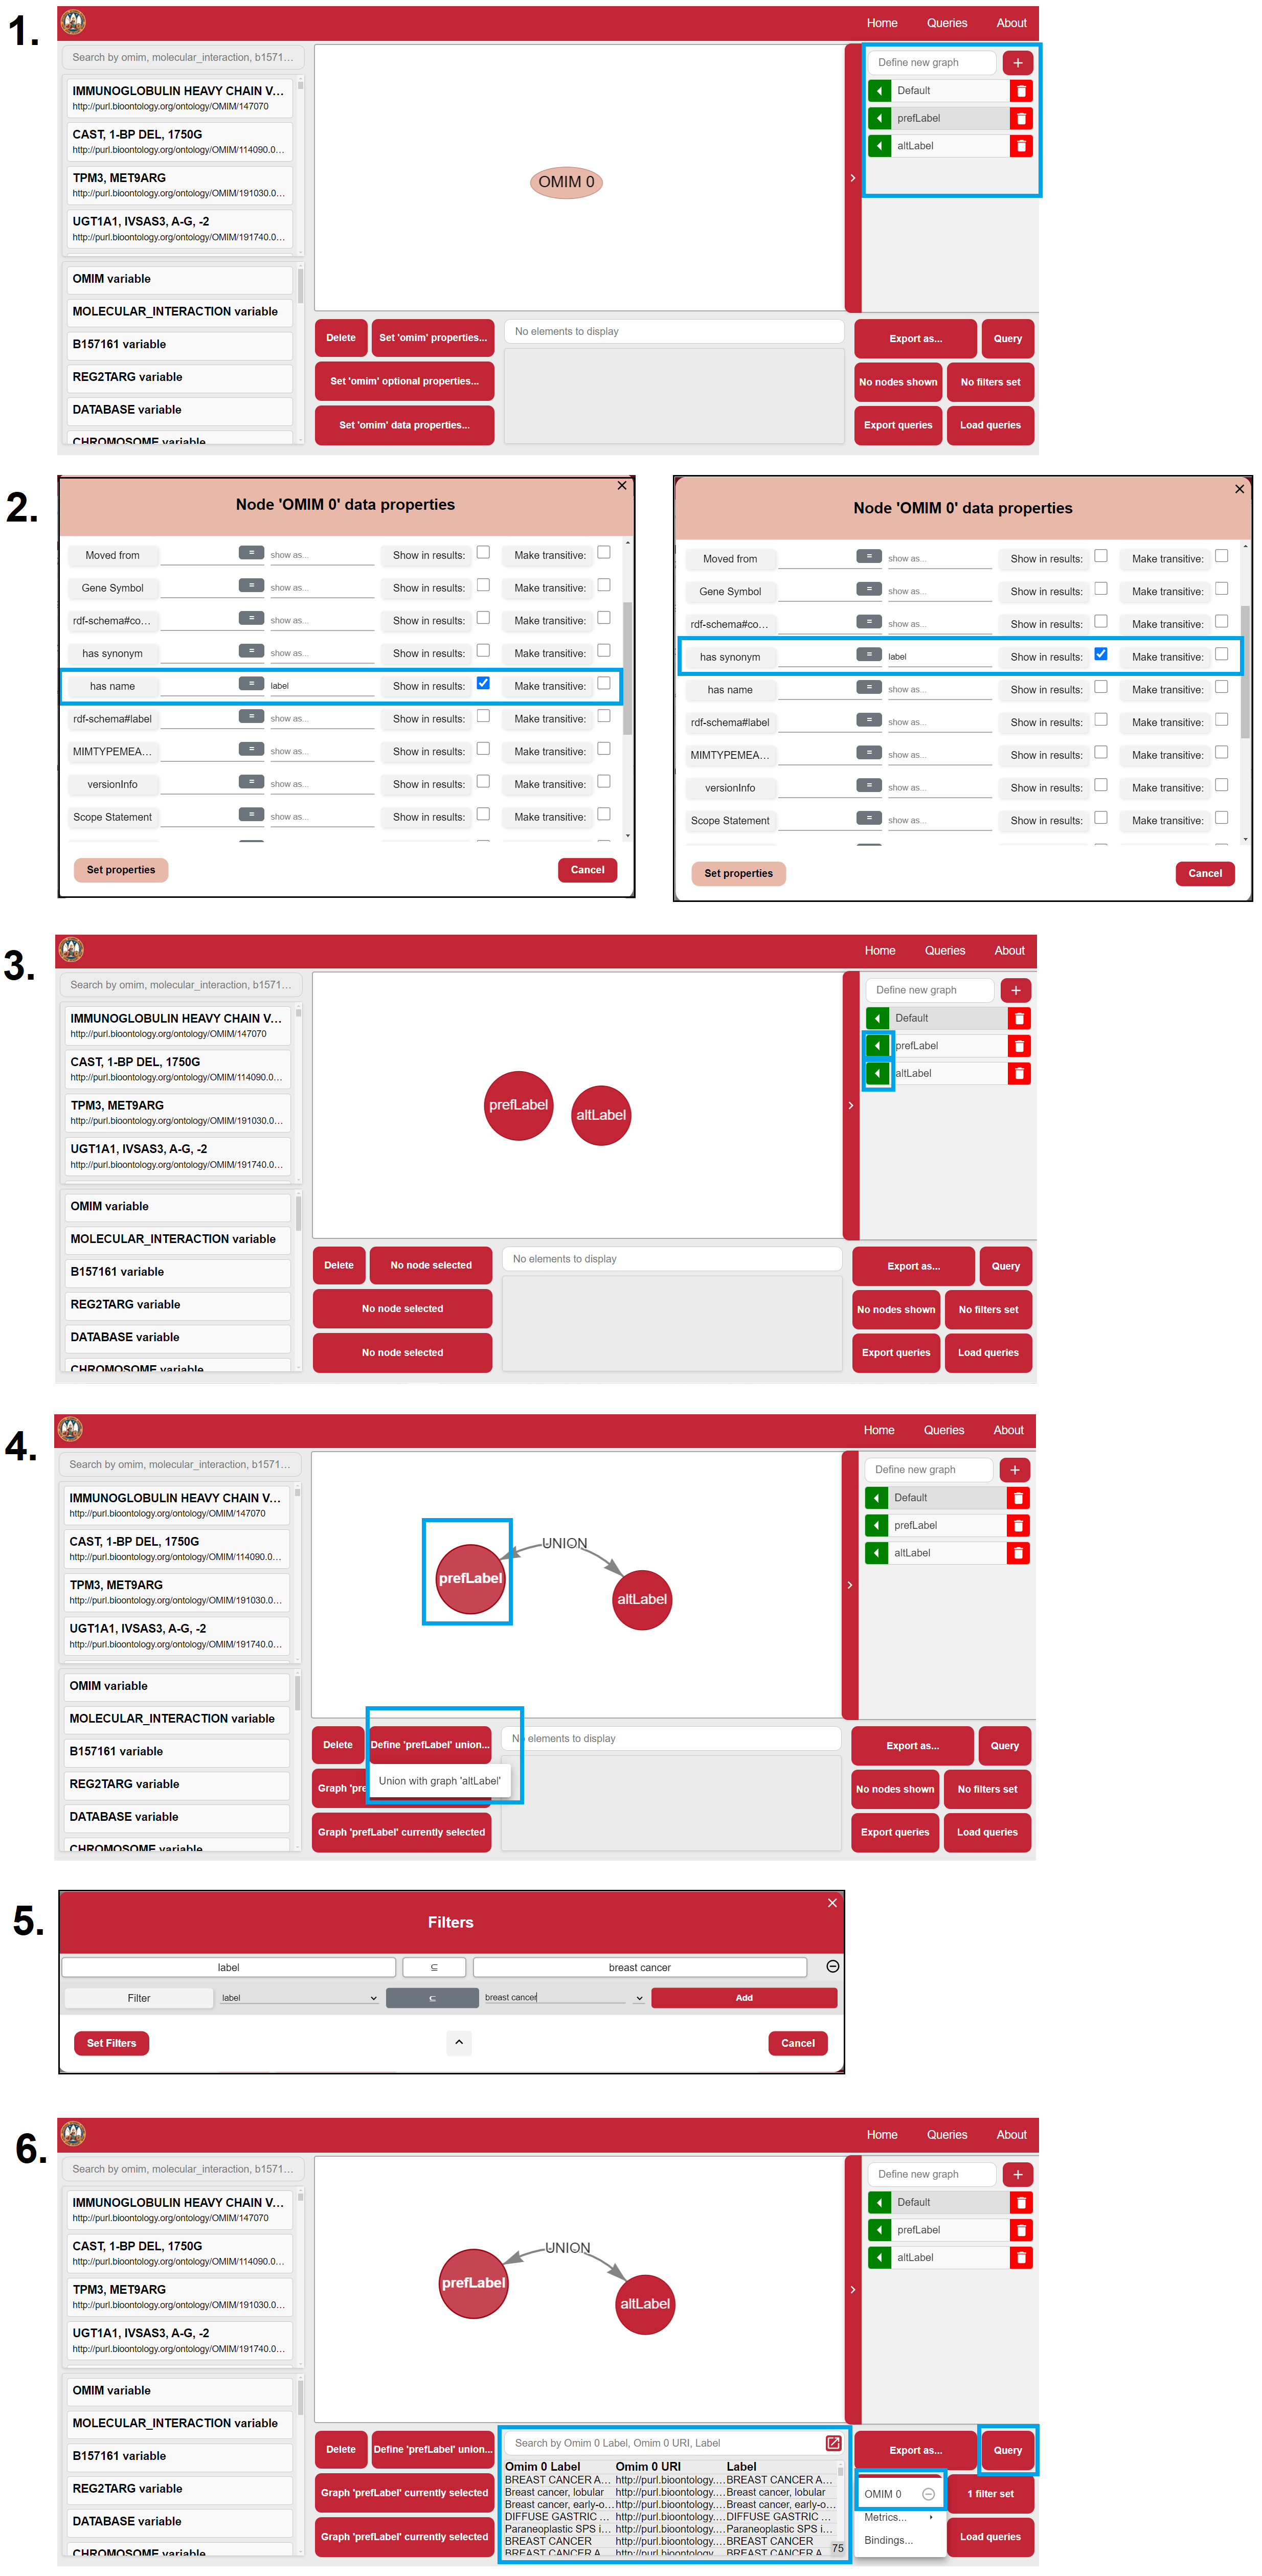 1.
Home Queries About
Search by omim, molecular_interaction, b1571...
IMMUNOGLOBULIN HEAVY CHAIN V...
http://purl.bioontology.org/ontology/OMIM/147070
CAST, 1-BP DEL, 1750G
http://purl.bioontology.org/ontology/OMIM/114090.0...
TPM3, MET9ARG
http://purl.bioontology.org/ontology/OMIM/191030.0...
UGT1A1, IVSAS3, A-G, -2
http://purl.bioontology.org/ontology/OMIM/191740.0...
OMIM variable
MOLECULAR_INTERACTION variable
B157161 variable
REG2TARG variable
DATABASE variable
CHROMOSOME variable
OMIM 0
Define new graph +
Default
prefLabel
altLabel
Delete Set 'omim' properties...
Set 'omim' optional properties...
Set 'omim' data properties...
No elements to display
Export as... Query
No nodes shown No filters set
Export queries Load queries
2.
Node 'OMIM 0' data properties
Moved from = show as... Show in results: Make transitive:
Gene Symbol = show as... Show in results: Make transitive:
rdf-schema#co... = show as... Show in results: Make transitive:
has synonym = show as... Show in results: Make transitive:
has name = label Show in results: Make transitive:
rdf-schema#label = show as... Show in results: Make transitive:
MIMTYPEMEA... = show as... Show in results: Make transitive:
versionInfo = show as... Show in results: Make transitive:
Scope Statement = show as... Show in results: Make transitive:
Set properties Cancel
Node 'OMIM 0' data properties
Moved from = show as... Show in results: Make transitive:
Gene Symbol = show as... Show in results: Make transitive:
rdf-schema#co... = show as... Show in results: Make transitive:
has synonym = label Show in results: Make transitive:
has name = show as... Show in results: Make transitive:
rdf-schema#label = show as... Show in results: Make transitive:
MIMTYPEMEA... = show as... Show in results: Make transitive:
versionInfo = show as... Show in results: Make transitive:
Scope Statement = show as... Show in results: Make transitive:
Set properties Cancel
3.
Home Queries About
Search by omim, molecular_interaction, b1571...
IMMUNOGLOBULIN HEAVY CHAIN V...
http://purl.bioontology.org/ontology/OMIM/147070
CAST, 1-BP DEL, 1750G
http://purl.bioontology.org/ontology/OMIM/114090.0...
TPM3, MET9ARG
http://purl.bioontology.org/ontology/OMIM/191030.0...
UGT1A1, IVSAS3, A-G, -2
http://purl.bioontology.org/ontology/OMIM/191740.0...
OMIM variable
MOLECULAR_INTERACTION variable
B157161 variable
REG2TARG variable
DATABASE variable
CHROMOSOME variable
prefLabel altLabel
Define new graph +
Default
prefLabel
altLabel
Delete No node selected
No node selected
No node selected
No elements to display
Export as... Query
No nodes shown No filters set
Export queries Load queries
4.
Home Queries About
Search by omim, molecular_interaction, b1571...
IMMUNOGLOBULIN HEAVY CHAIN V...
http://purl.bioontology.org/ontology/OMIM/147070
CAST, 1-BP DEL, 1750G
http://purl.bioontology.org/ontology/OMIM/114090.0...
TPM3, MET9ARG
http://purl.bioontology.org/ontology/OMIM/191030.0...
UGT1A1, IVSAS3, A-G, -2
http://purl.bioontology.org/ontology/OMIM/191740.0...
OMIM variable
MOLECULAR_INTERACTION variable
B157161 variable
REG2TARG variable
DATABASE variable
CHROMOSOME variable
UNION
prefLabel
altLabel
Define new graph +
Default
prefLabel
altLabel
Delete Define 'prefLabel' union...
Union with graph 'altLabel'
Graph 'pre
Graph 'prefLabel' currently selected
No elements to display
Export as... Query
No nodes shown No filters set
Export queries Load queries
5.
Filters
label ⊆ breast cancer
Filter label ⊂ breast cancer Add
Set Filters Cancel
6.
Home Queries About
Search by omim, molecular_interaction, b1571...
IMMUNOGLOBULIN HEAVY CHAIN V...
http://purl.bioontology.org/ontology/OMIM/147070
CAST, 1-BP DEL, 1750G
http://purl.bioontology.org/ontology/OMIM/114090.0...
TPM3, MET9ARG
http://purl.bioontology.org/ontology/OMIM/191030.0...
UGT1A1, IVSAS3, A-G, -2
http://purl.bioontology.org/ontology/OMIM/191740.0...
OMIM variable
MOLECULAR_INTERACTION variable
B157161 variable
REG2TARG variable
DATABASE variable
CHROMOSOME variable
UNION
prefLabel
altLabel
Define new graph +
Default
prefLabel
altLabel
Delete Define 'prefLabel' union...
Graph 'prefLabel' currently selected
Graph 'prefLabel' currently selected
Search by Omim 0 Label, Omim 0 URI, Label
Omim 0 Label Omim 0 URI Label
BREAST CANCER A... http://purl.bioontology.... BREAST CANCER A...
Breast cancer, lobular http://purl.bioontology.... Breast cancer, lobular
Breast cancer, early-o... http://purl.bioontology.... Breast cancer, early-o...
DIFFUSE GASTRIC ... http://purl.bioontology.... DIFFUSE GASTRIC ...
Paraneoplastic SPS i... http://purl.bioontology.... Paraneoplastic SPS i...
BREAST CANCER http://purl.bioontology.... BREAST CANCER
BREAST CANCER A... http://purl.bioontology.... BREAST CANCER A...
75
Export as... Query
OMIM 0
Metrics...
Bindings...
1 filter set
Load queries